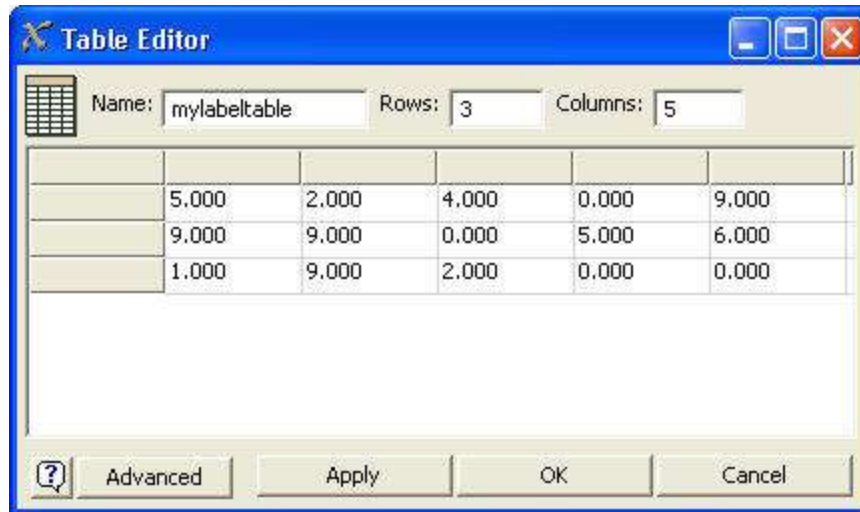 Table Editor
Name: mylabeltable Rows: 3 Columns: 5
5.000 2.000 4.000 0.000 9.000
9.000 9.000 0.000 5.000 6.000
1.000 9.000 2.000 0.000 0.000
? Advanced Apply OK Cancel